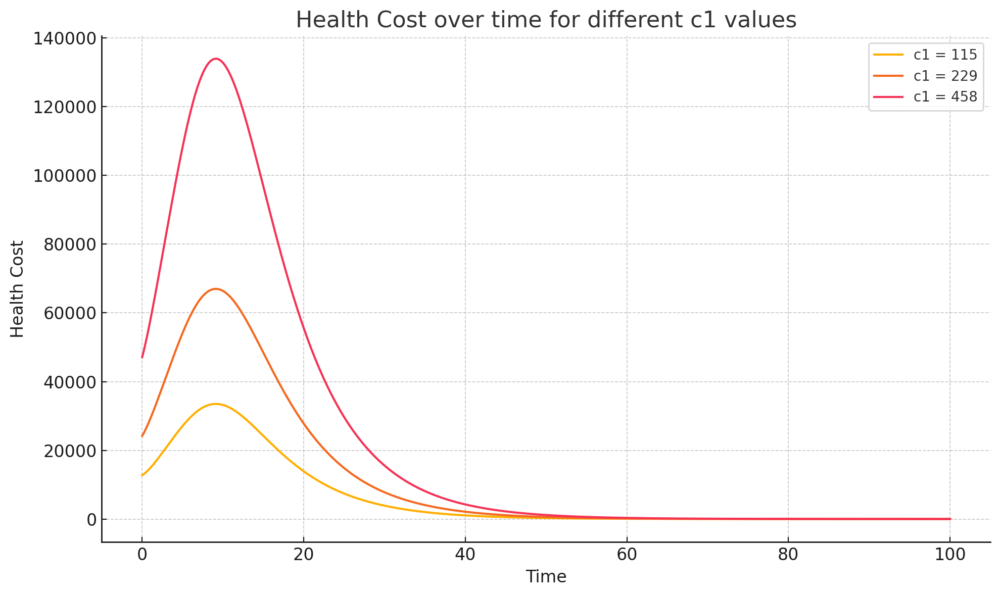 Health Cost over time for different c1 values
140000
120000
100000
80000
60000
40000
20000
0
Health Cost
c1 = 115
c1 = 229
c1 = 458
0 20 40 60 80 100
Time